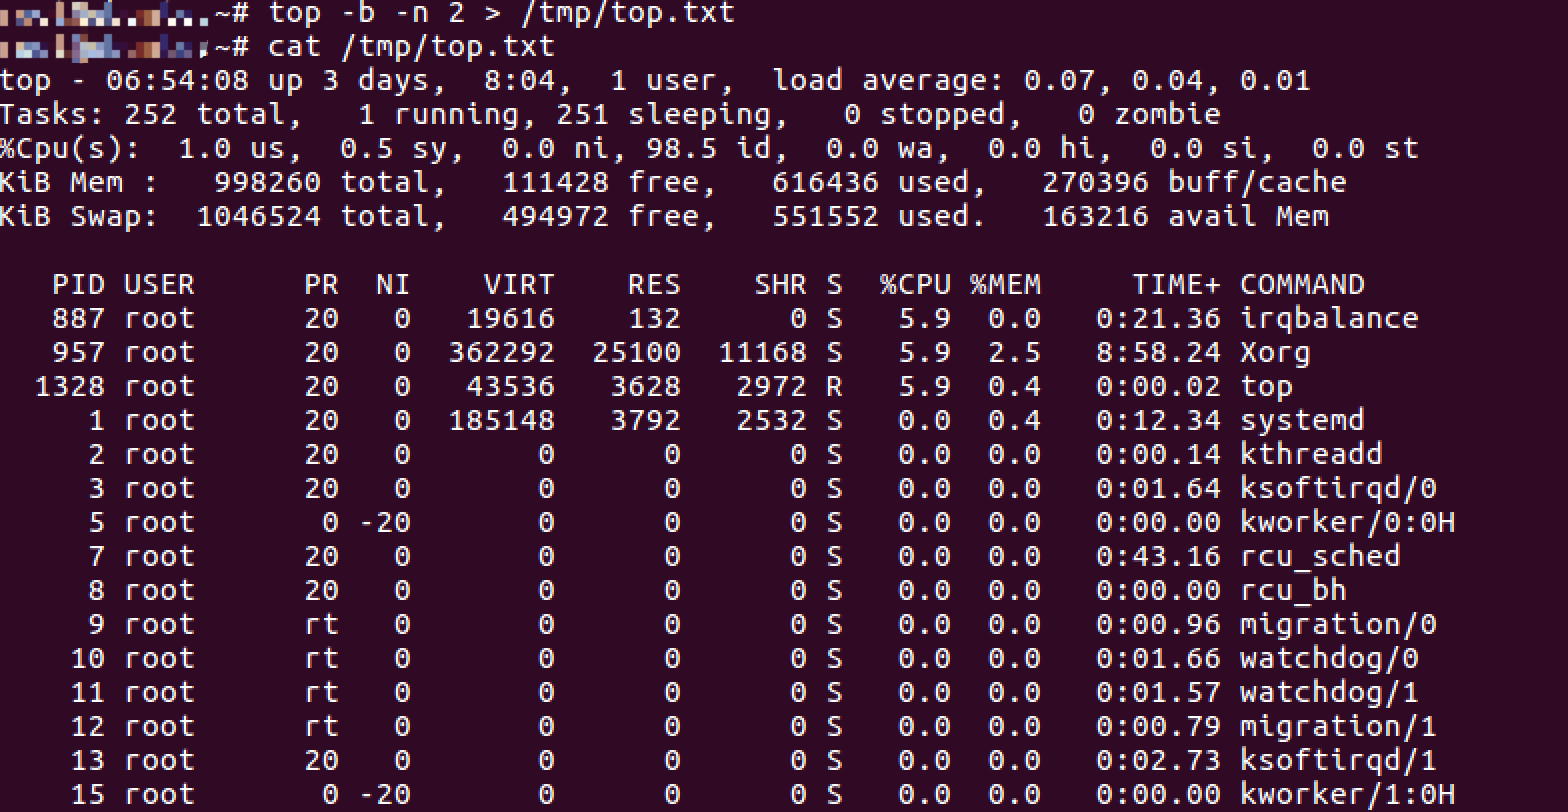 ~# top -b -n 2 > /tmp/top.txt
~# cat /tmp/top.txt
top - 06:54:08 up 3 days,  8:04,  1 user,  load average: 0.07, 0.04, 0.01
Tasks: 252 total,   1 running, 251 sleeping,   0 stopped,   0 zombie
%Cpu(s):  1.0 us,  0.5 sy,  0.0 ni, 98.5 id,  0.0 wa,  0.0 hi,  0.0 si,  0.0 st
KiB Mem :   998260 total,   111428 free,   616436 used,   270396 buff/cache
KiB Swap:  1046524 total,   494972 free,   551552 used.   163216 avail Mem
PID USER      PR  NI    VIRT    RES    SHR S  %CPU %MEM     TIME+ COMMAND
887 root      20   0   19616    132      0 S   5.9  0.0   0:21.36 irqbalance
957 root      20   0  362292  25100  11168 S   5.9  2.5   8:58.24 Xorg
1328 root      20   0   43536   3628   2972 R   5.9  0.4   0:00.02 top
1 root      20   0  185148   3792   2532 S   0.0  0.4   0:12.34 systemd
2 root      20   0       0      0      0 S   0.0  0.0   0:00.14 kthreadd
3 root      20   0       0      0      0 S   0.0  0.0   0:01.64 ksoftirqd/0
5 root       0 -20       0      0      0 S   0.0  0.0   0:00.00 kworker/0:0H
7 root      20   0       0      0      0 S   0.0  0.0   0:43.16 rcu_sched
8 root      20   0       0      0      0 S   0.0  0.0   0:00.00 rcu_bh
9 root      rt   0       0      0      0 S   0.0  0.0   0:00.96 migration/0
10 root      rt   0       0      0      0 S   0.0  0.0   0:01.66 watchdog/0
11 root      rt   0       0      0      0 S   0.0  0.0   0:01.57 watchdog/1
12 root      rt   0       0      0      0 S   0.0  0.0   0:00.79 migration/1
13 root      20   0       0      0      0 S   0.0  0.0   0:02.73 ksoftirqd/1
15 root       0 -20       0      0      0 S   0.0  0.0   0:00.00 kworker/1:0H